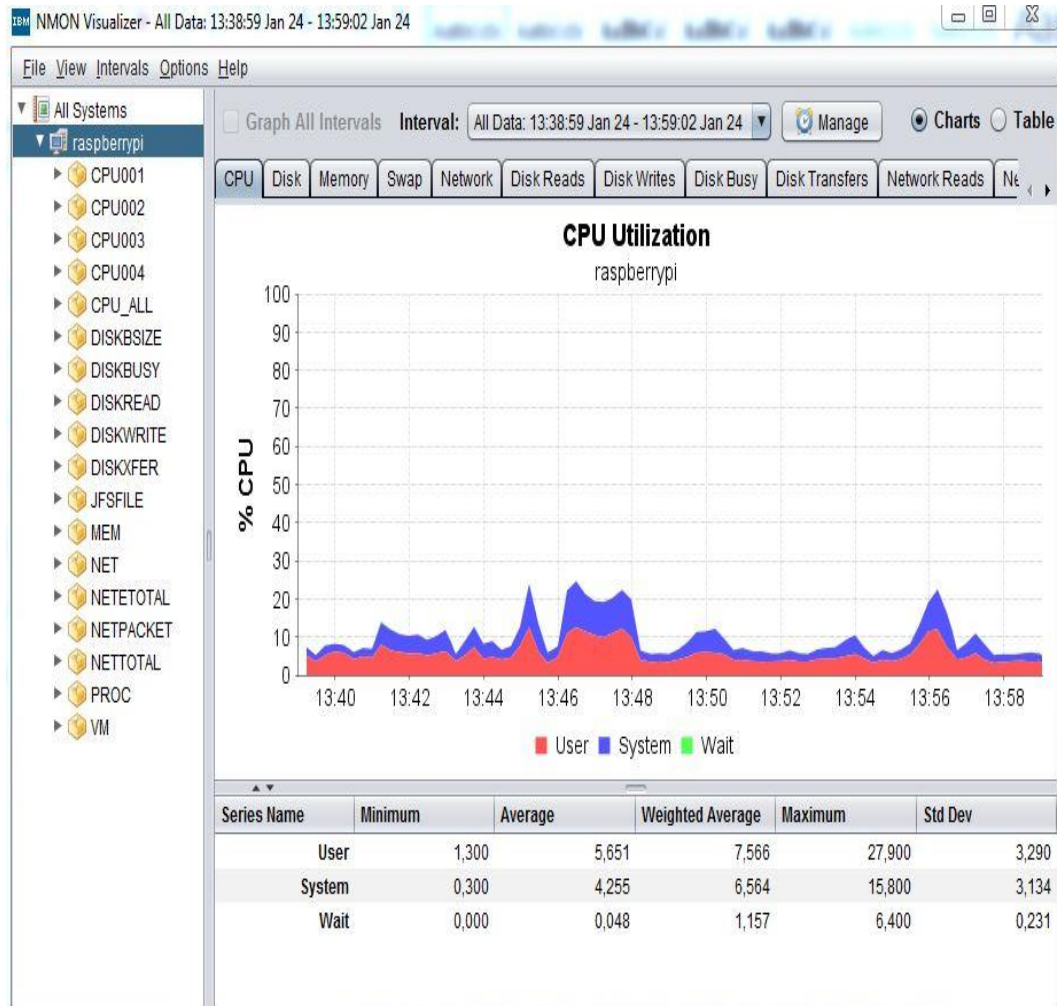 IBM NMON Visualizer - All Data: 13:38:59 Jan 24 - 13:59:02 Jan 24
File View Intervals Options Help
All Systems
raspberrypi
CPU001
CPU002
CPU003
CPU004
CPU_ALL
DISKBSIZE
DISKBUSY
DISKREAD
DISKWRITE
DISKXFER
JFSFILE
MEM
NET
NETETOTAL
NETPACKET
NETTOTAL
PROC
VM
Graph All Intervals Interval: All Data: 13:38:59 Jan 24 - 13:59:02 Jan 24 Manage Charts Table
CPU Disk Memory Swap Network Disk Reads Disk Writes Disk Busy Disk Transfers Network Reads Ne
CPU Utilization
raspberrypi
% CPU
100
90
80
70
60
50
40
30
20
10
0
13:40 13:42 13:44 13:46 13:48 13:50 13:52 13:54 13:56 13:58
User System Wait
Series Name Minimum Average Weighted Average Maximum Std Dev
User 1,300 5,651 7,566 27,900 3,290
System 0,300 4,255 6,564 15,800 3,134
Wait 0,000 0,048 1,157 6,400 0,231